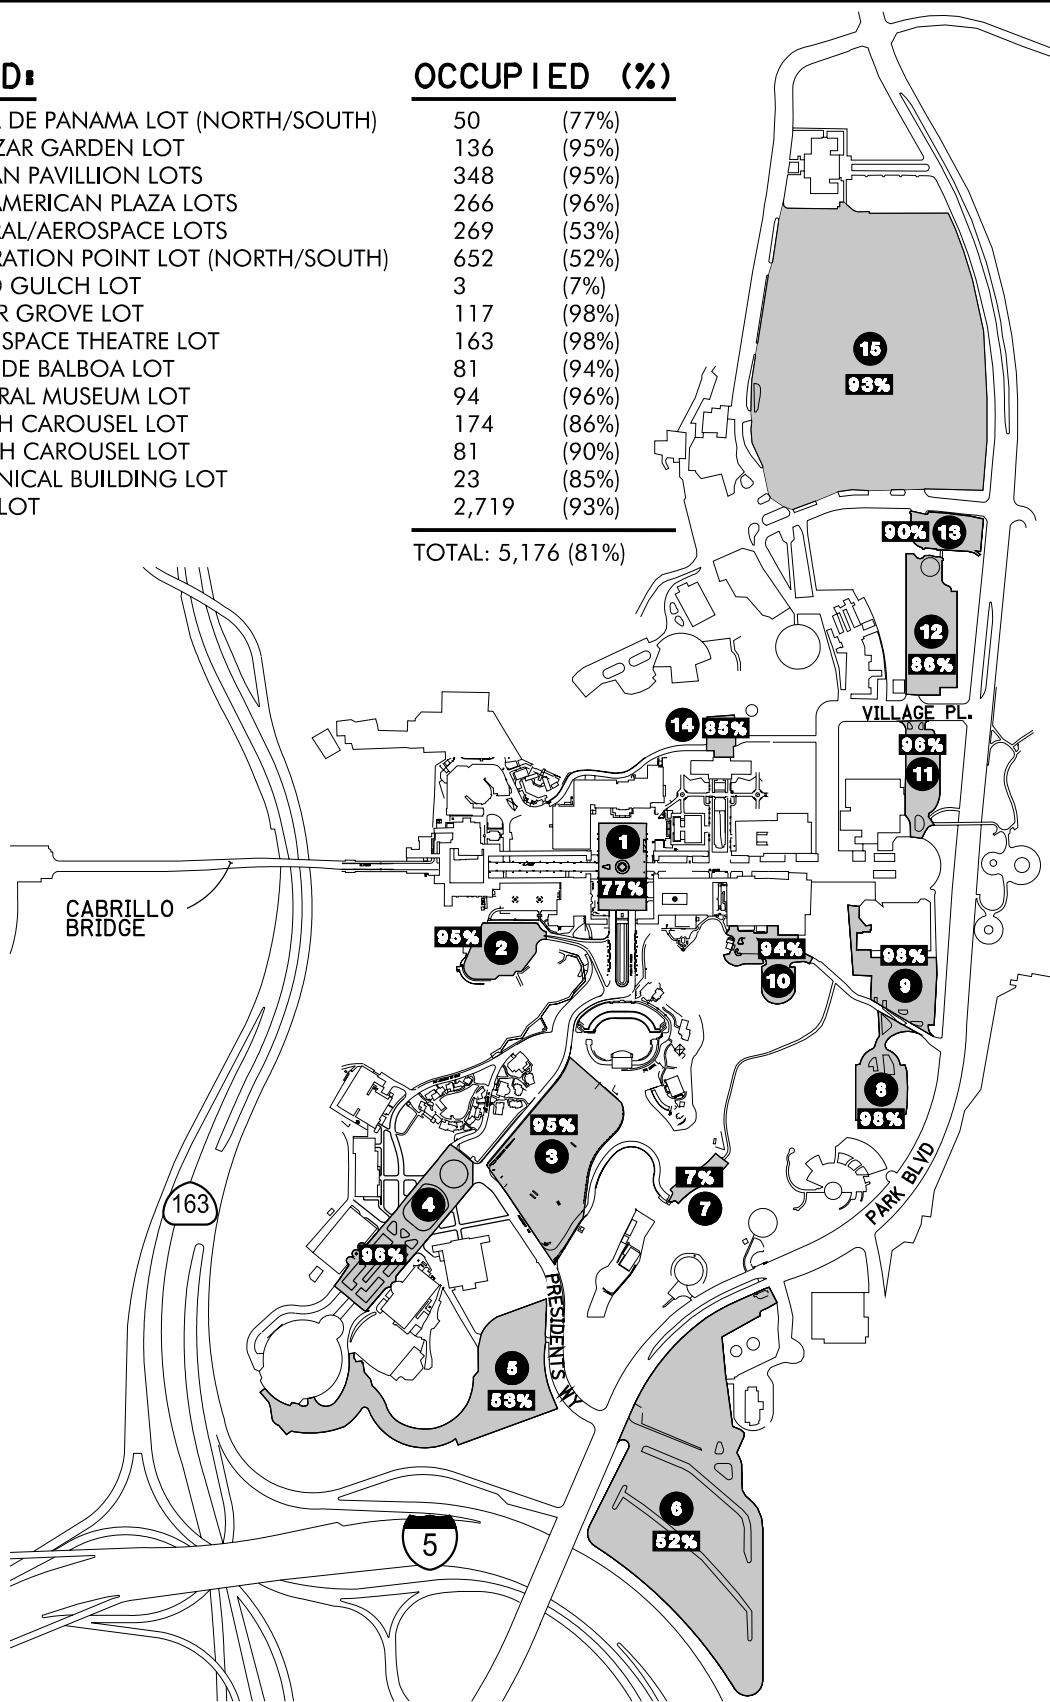 D:
OCCUPIED (%)
DE PANAMA LOT (NORTH/SOUTH) 50 (77%)
ZAR GARDEN LOT 136 (95%)
AN PAVILLION LOTS 348 (95%)
AMERICAN PLAZA LOTS 266 (96%)
RAL/AEROSPACE LOTS 269 (53%)
RATION POINT LOT (NORTH/SOUTH) 652 (52%)
GULCH LOT 3 (7%)
R GROVE LOT 117 (98%)
SPACE THEATRE LOT 163 (98%)
DE BALBOA LOT 81 (94%)
RAL MUSEUM LOT 94 (96%)
H CAROUSEL LOT 174 (86%)
H CAROUSEL LOT 81 (90%)
NICAL BUILDING LOT 23 (85%)
LOT 2,719 (93%)
TOTAL: 5,176 (81%)
15
93%
90% 13
12
86%
VILLAGE PL.
14 85%
96%
11
1
77%
CABRILLO
BRIDGE
95% 2
94%
10
98%
9
8
98%
95%
3
7%
7
PARK BLVD
163
4
96%
PRESIDENTS WY
5
53%
6
52%
5